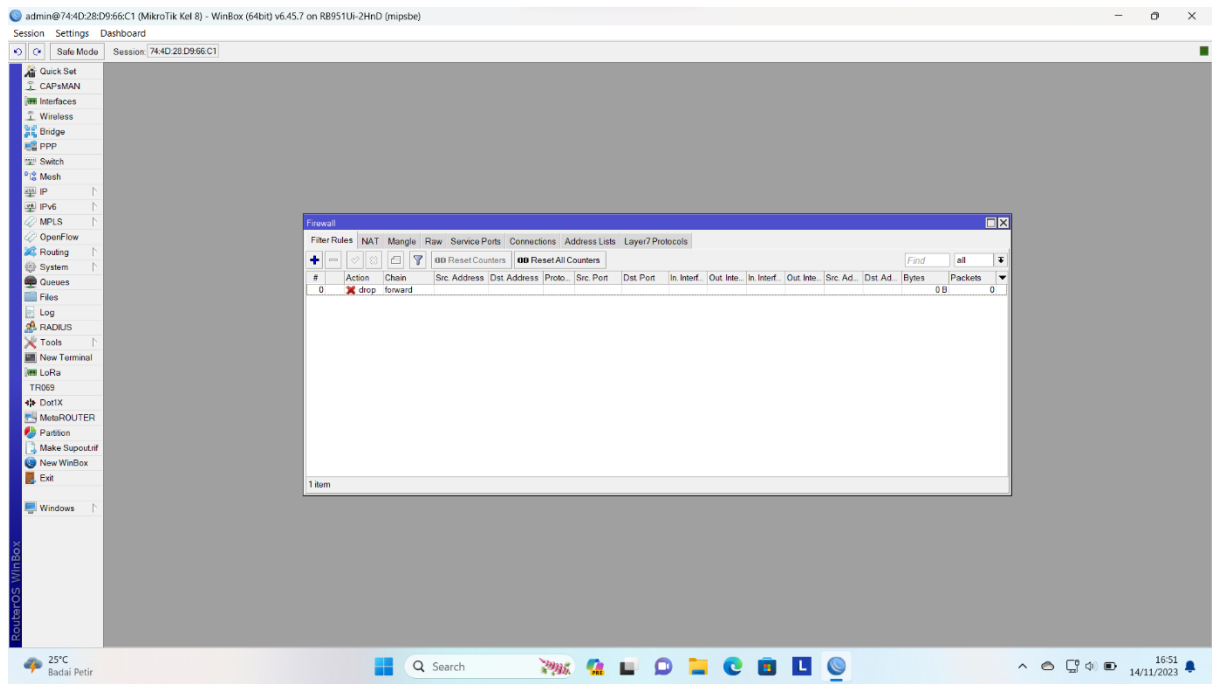 admin@74:4D:28:D9:66:C1 (MikroTik Kel 8) - WinBox (64bit) v6.45.7 on RB951Ui-2HnD (mipsbe)
Session Settings Dashboard
Safe Mode Session: 74:4D:28:D9:66:C1
Quick Set
CAPsMAN
Interfaces
Wireless
Bridge
PPP
Switch
Mesh
IP
IPv6
MPLS
OpenFlow
Routing
System
Queues
Files
Log
RADIUS
Tools
New Terminal
LoRa
TR069
Dot1X
MetaROUTER
Partition
Make Supout.rif
New WinBox
Exit
Windows
RouterOS WinBox
Firewall
Filter Rules NAT Mangle Raw Service Ports Connections Address Lists Layer7 Protocols
00 Reset Counters 00 Reset All Counters Find all
# Action Chain Src. Address Dst. Address Proto... Src. Port Dst. Port In. Interf... Out. Inte... In. Interf... Out. Inte... Src. Ad... Dst. Ad... Bytes Packets
0 drop forward 0 B 0
1 item
25°C
Badai Petir
Search
PRE
L
16:51
14/11/2023